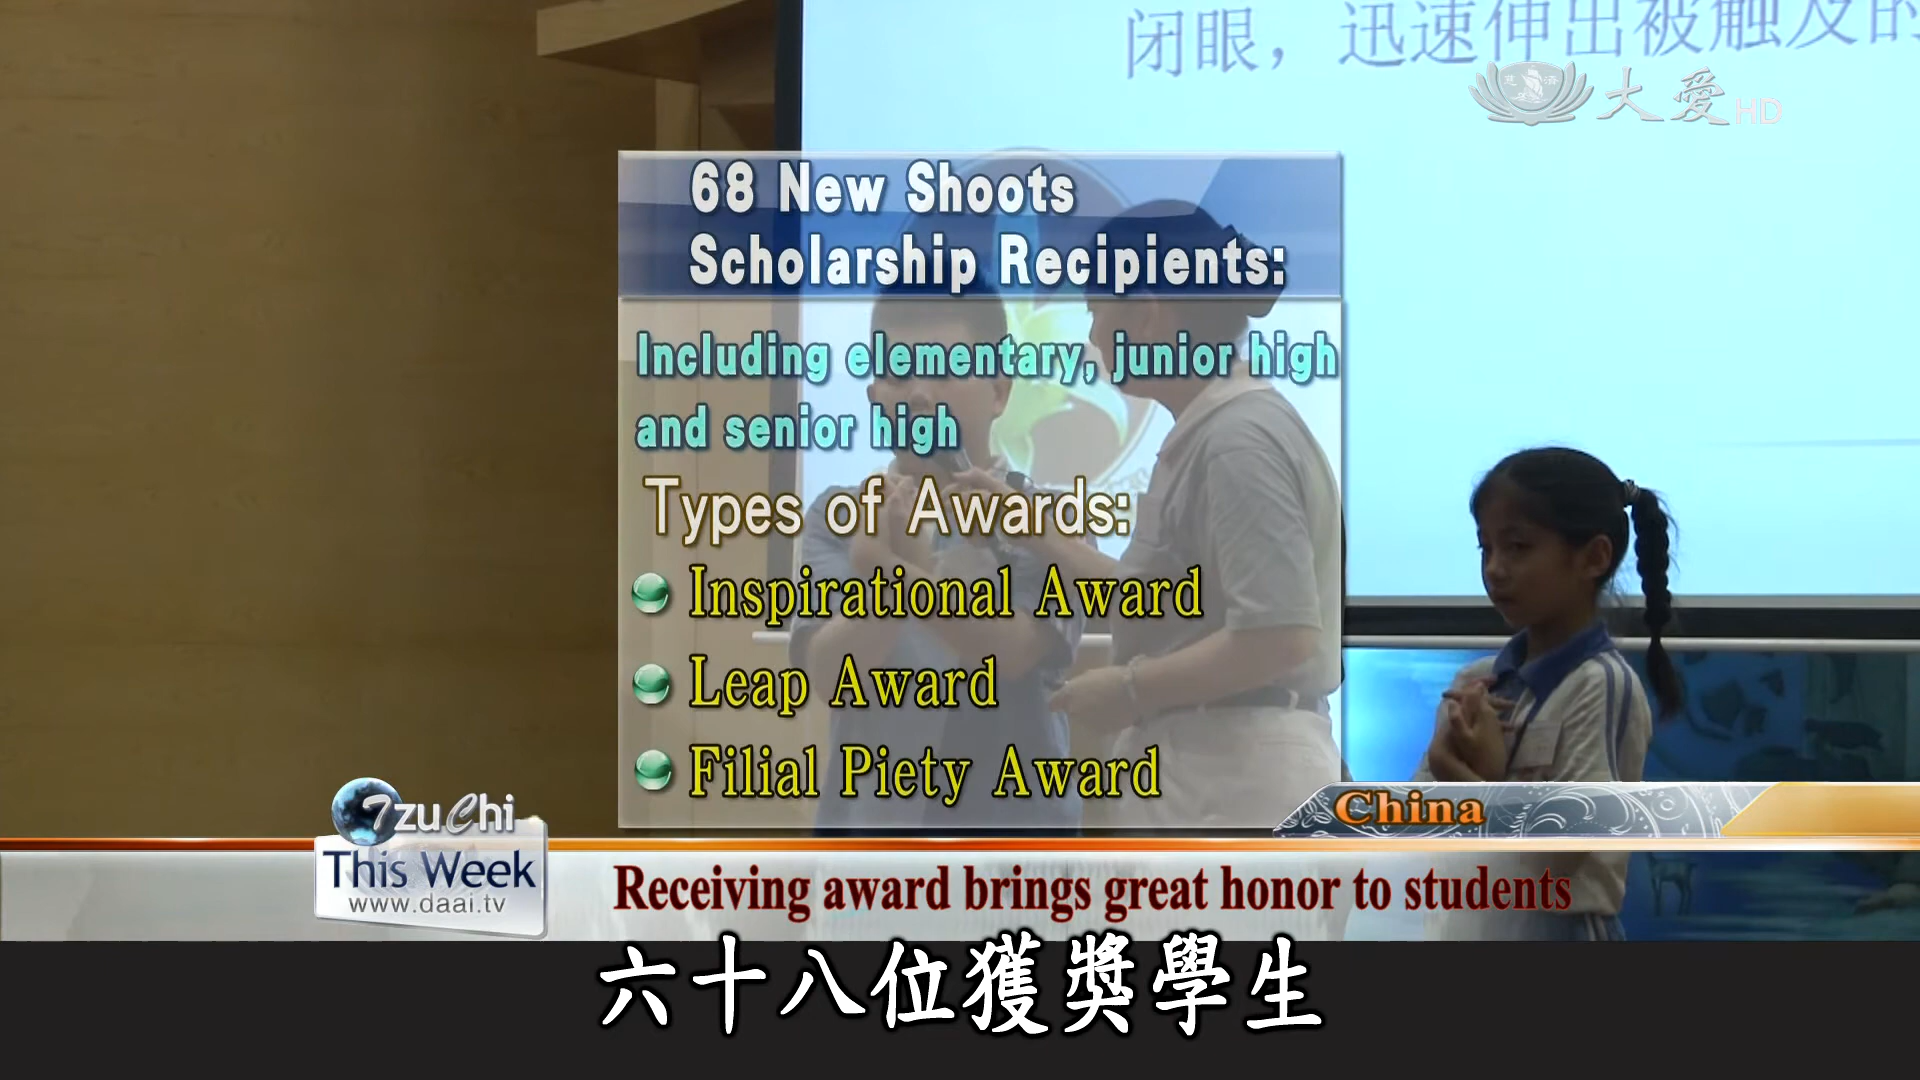 闭眼，迅速伸出被触及的
大愛HD
68 New Shoots
Scholarship Recipients:
Including elementary, junior high
and senior high
Types of Awards:
Inspirational Award
Leap Award
Filial Piety Award
China
Tzu Chi
This Week
www.daai.tv
Receiving award brings great honor to students
六十八位獲獎學生